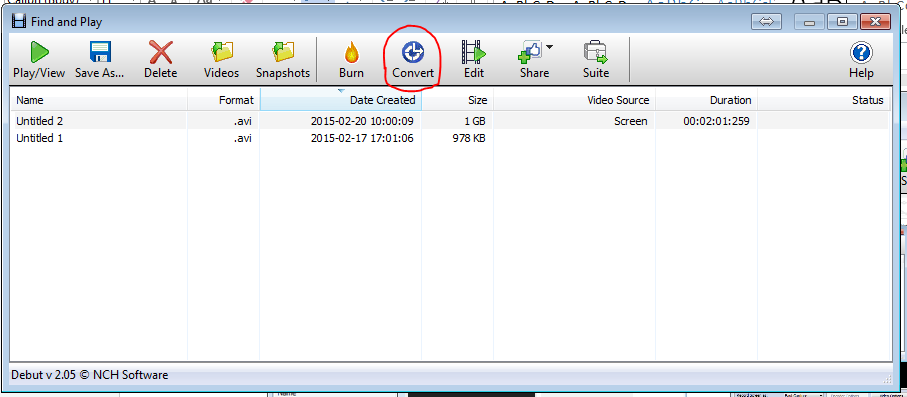 Find and Play
Play/View Save As... Delete Videos Snapshots Burn Convert Edit Share Suite Help
Name Format Date Created Size Video Source Duration Status
Untitled 2 .avi 2015-02-20 10:00:09 1 GB Screen 00:02:01:259
Untitled 1 .avi 2015-02-17 17:01:06 978 KB
Debut v 2.05 © NCH Software